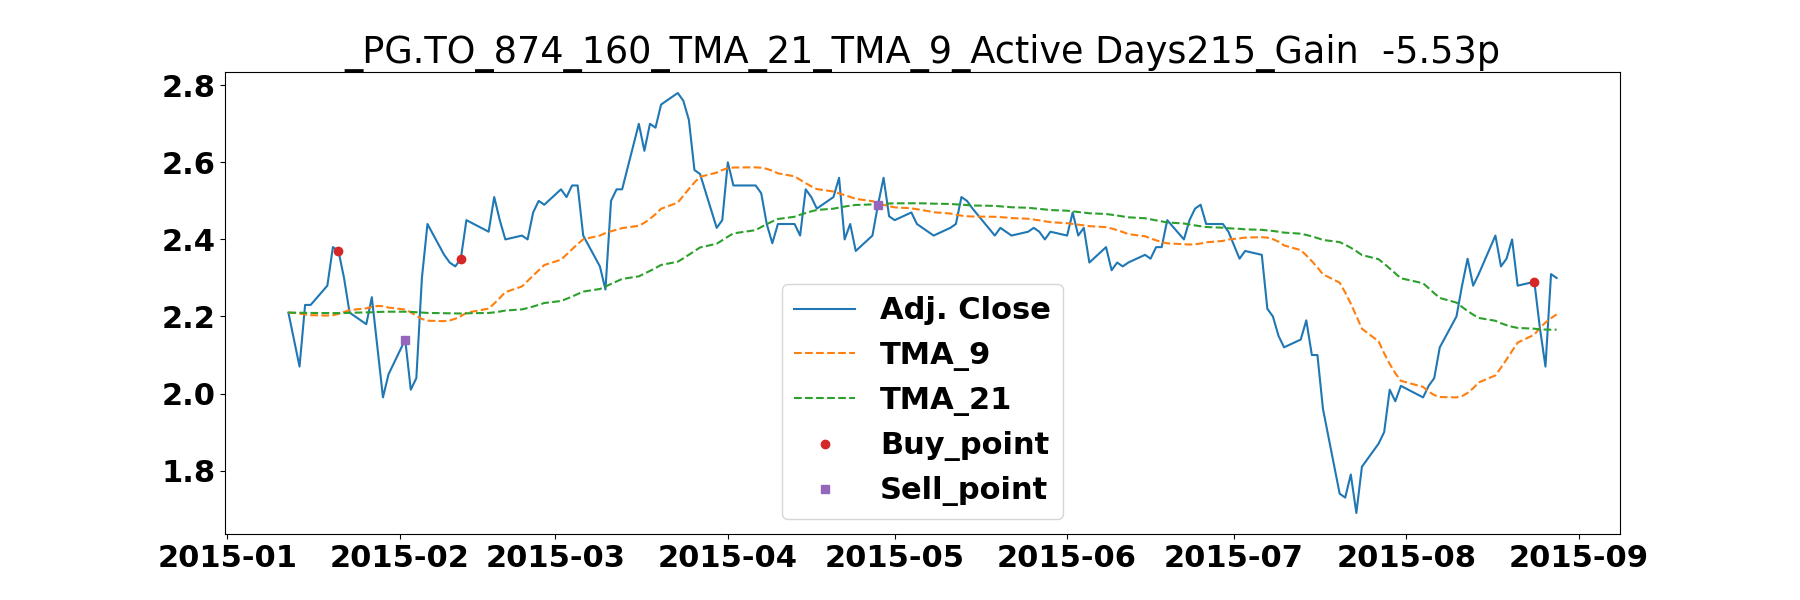 _PG.TO_874_160_TMA_21_TMA_9_Active Days215_Gain  -5.53p
2.8
2.6
2.4
2.2
2.0
1.8
Adj. Close
TMA_9
TMA_21
Buy_point
Sell_point
2015-01 2015-02 2015-03 2015-04 2015-05 2015-06 2015-07 2015-08 2015-09